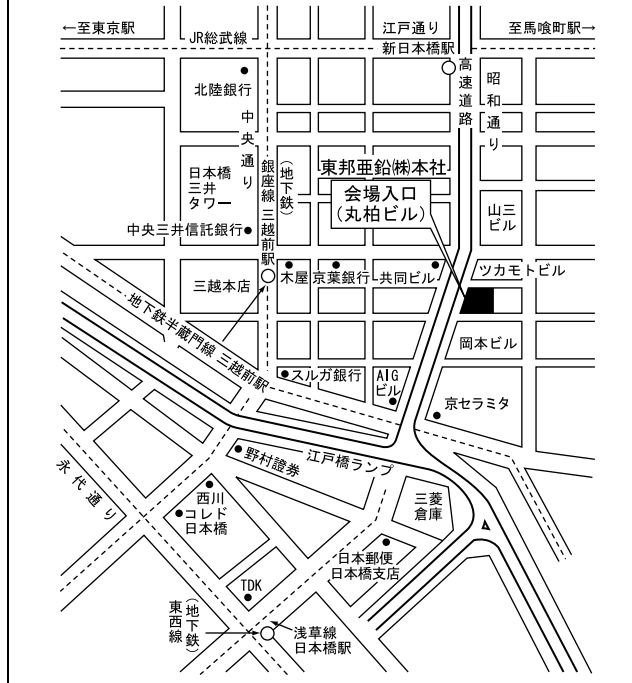 ←至東京駅
江戸通り
至馬喰町駅→
JR総武線
新日本橋駅
北陸銀行
高速道路
昭和通り
中央通り
日本橋
三井
タワー
銀座線 三越前駅
(地下鉄)
東邦亜鉛㈱本社
会場入口
(丸柏ビル)
山三
ビル
中央三井信託銀行
三越本店
木屋
京葉銀行
共同ビル
ツカモトビル
地下鉄半蔵門線 三越前駅
岡本ビル
スルガ銀行
AIG
ビル
京セラミタ
永代通り
野村證券
江戸橋ランプ
西川
コレド
日本橋
三菱
倉庫
日本郵便
日本橋支店
TDK
(地下鉄)
東西線
浅草線
日本橋駅